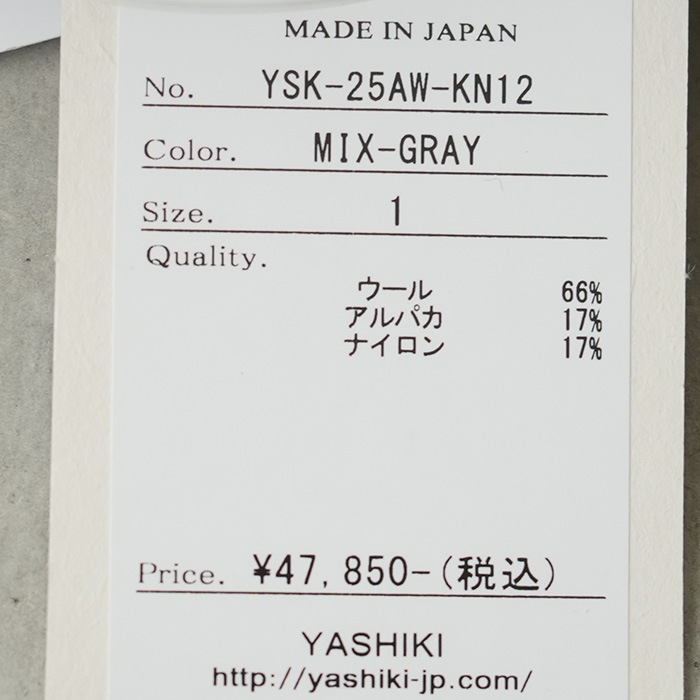 MADE IN JAPAN
No. YSK-25AW-KN12
Color. MIX-GRAY
Size. 1
Quality.
ウール 66%
アルパカ 17%
ナイロン 17%
Price. ¥47,850-(税込)
YASHIKI
http://yashiki-jp.com/